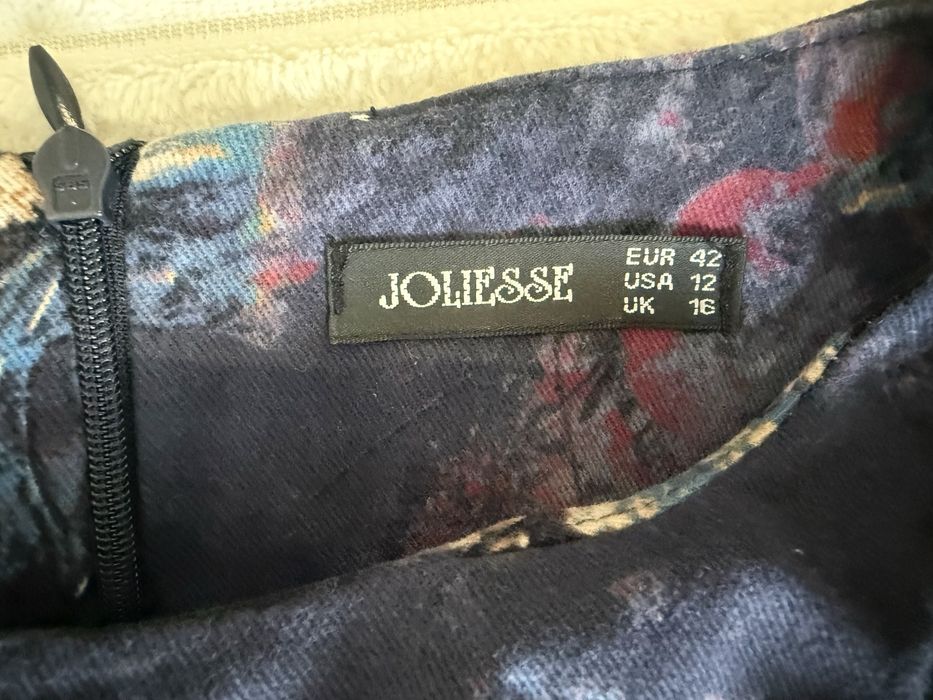 JOLIESSE
EUR 42
USA 12
UK 16